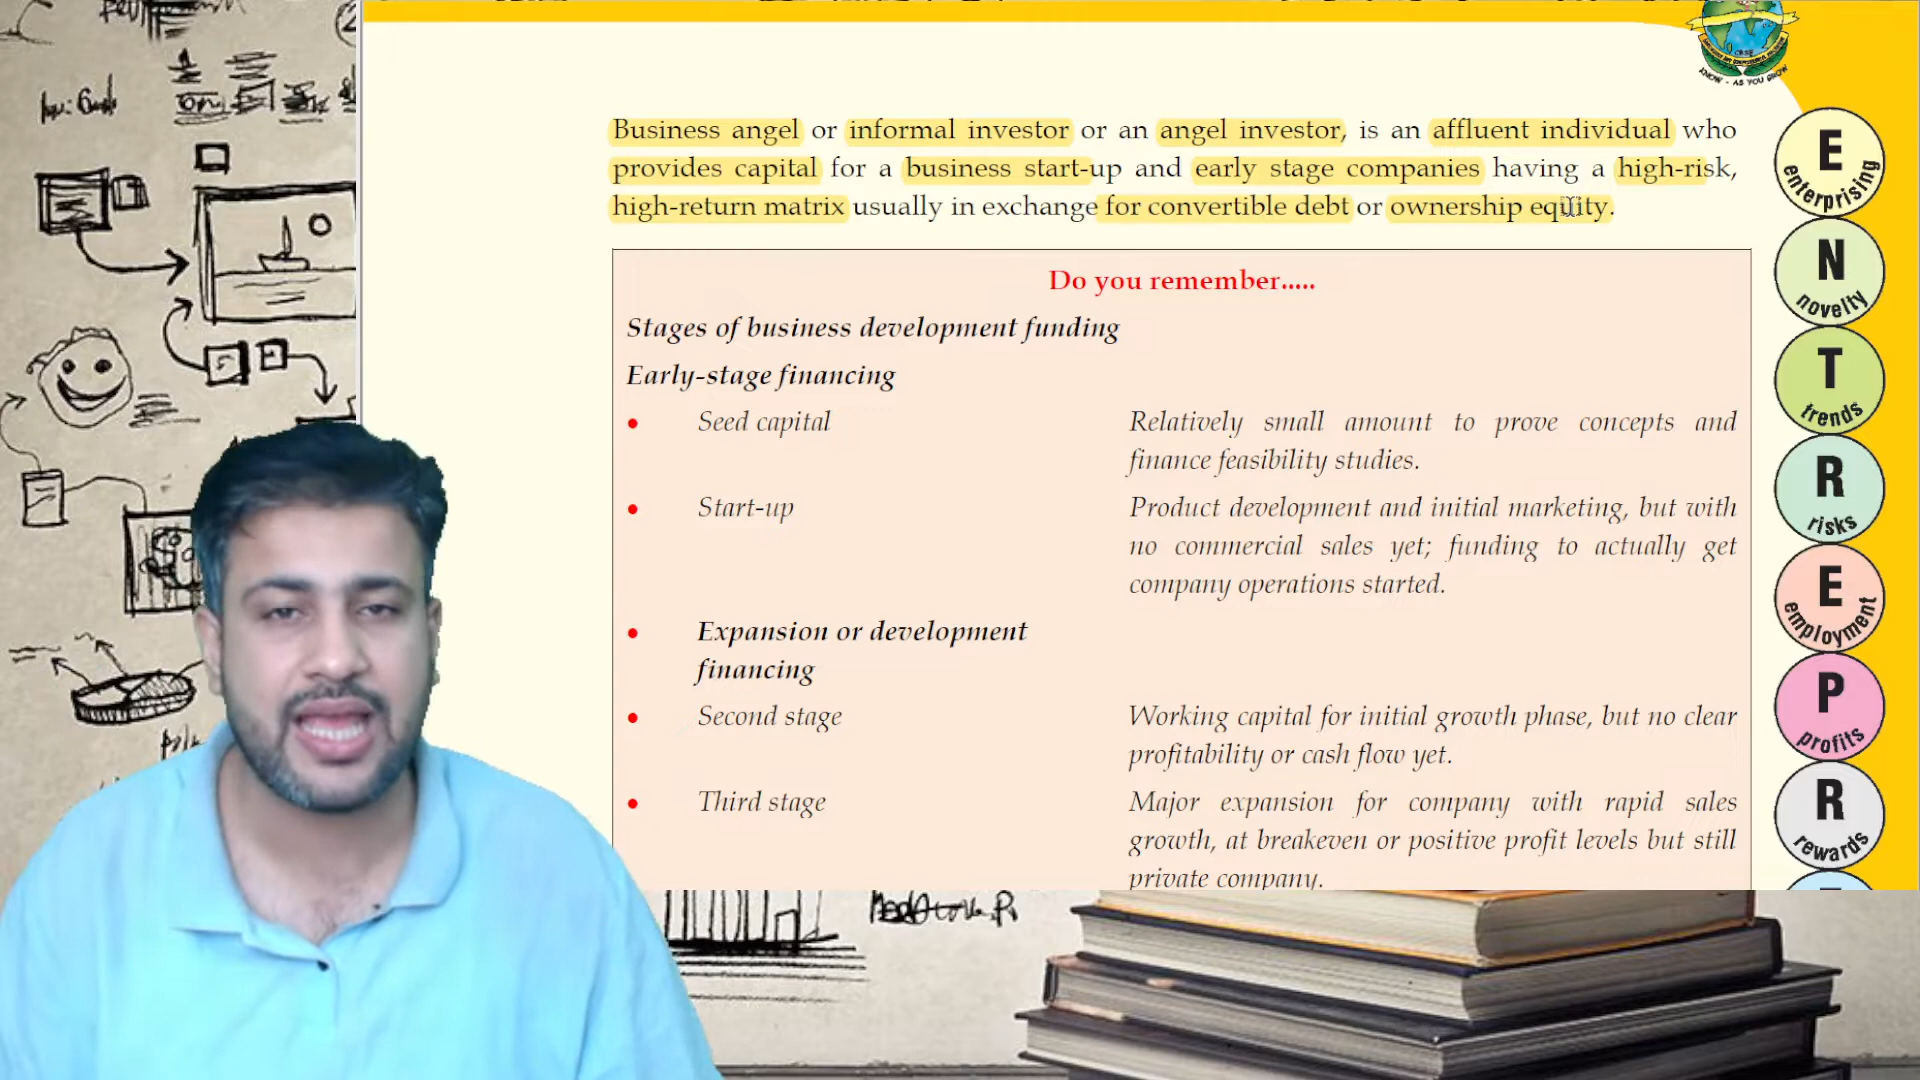 KNOW - AS YOU GROW
Business angel or informal investor or an angel investor, is an affluent individual who
provides capital for a business start-up and early stage companies having a high-risk,
high-return matrix usually in exchange for convertible debt or ownership equity.
Do you remember.....
Stages of business development funding
Early-stage financing
• Seed capital Relatively small amount to prove concepts and
finance feasibility studies.
• Start-up Product development and initial marketing, but with
no commercial sales yet; funding to actually get
company operations started.
• Expansion or development
financing
• Second stage Working capital for initial growth phase, but no clear
profitability or cash flow yet.
• Third stage Major expansion for company with rapid sales
growth, at breakeven or positive profit levels but still
private company.
E
enterprising
N
novelty
T
trends
R
risks
E
employment
P
profits
R
rewards